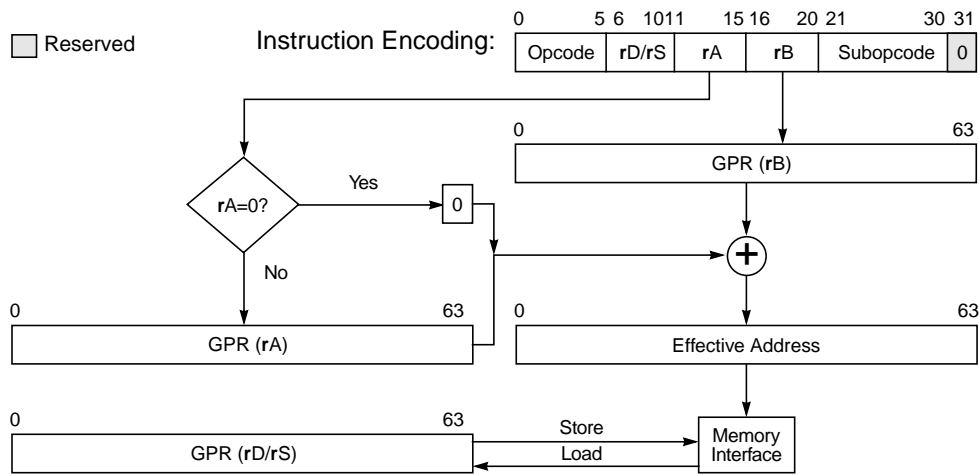 0 5 6 10 11 15 16 20 21 30 31
Reserved
Instruction Encoding:
Opcode rD/rS rA rB Subopcode 0
0 63
GPR (rB)
Yes
rA=0?
0
+
No
0 63
GPR (rA)
0 63
Effective Address
0 63
GPR (rD/rS)
Store
Load
Memory
Interface